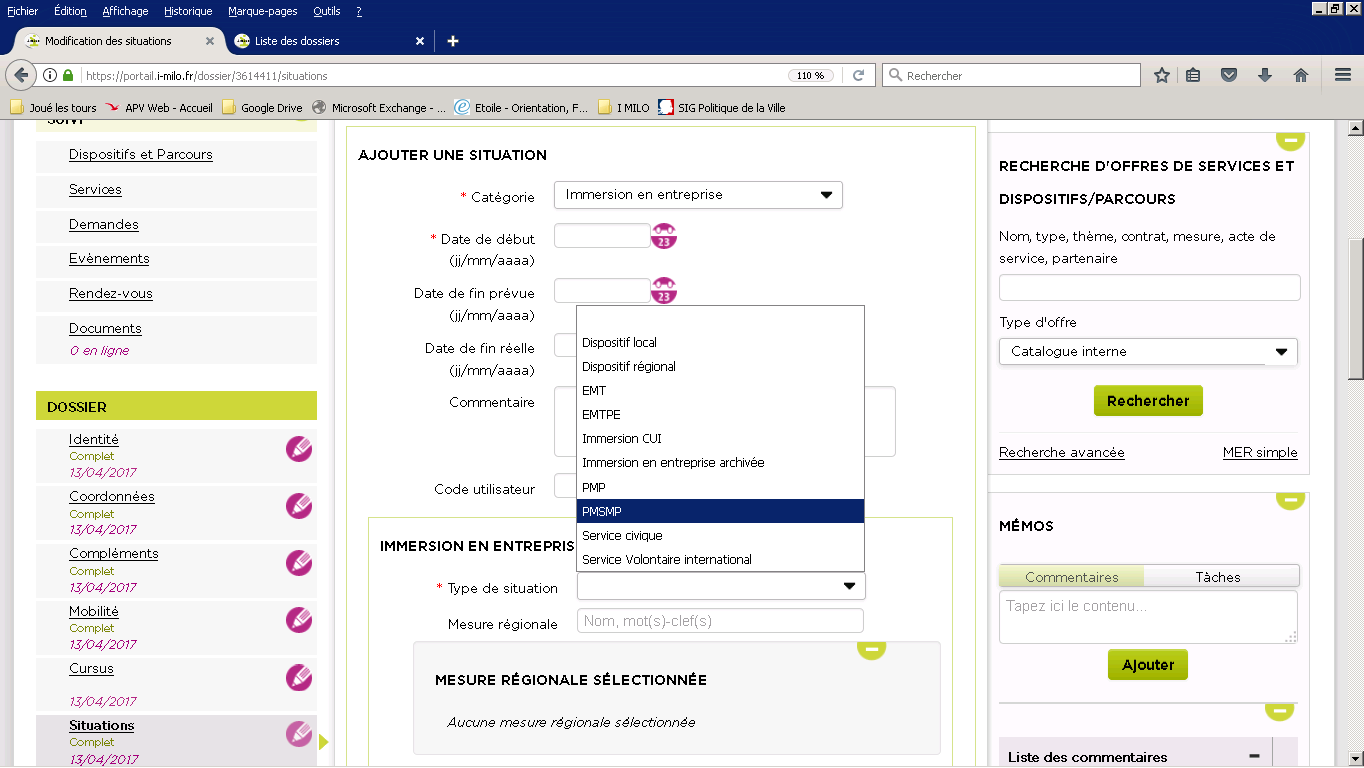 Fichier Édition Affichage Historique Marque-pages Outils ?
Modification des situations
Liste des dossiers
https://portail.i-milo.fr/dossier/3614411/situations
110 %
Rechercher
Joué les tours
APV Web - Accueil
Google Drive
Microsoft Exchange - ...
Etoile - Orientation, F...
I MILO
SIG Politique de la Ville
SUIVI
Dispositifs et Parcours
Services
Demandes
Evènements
Rendez-vous
Documents
0 en ligne
DOSSIER
Identité
Complet
13/04/2017
Coordonnées
Complet
13/04/2017
Compléments
Complet
13/04/2017
Mobilité
Complet
13/04/2017
Cursus
13/04/2017
Situations
Complet
13/04/2017
AJOUTER UNE SITUATION
* Catégorie
Immersion en entreprise
* Date de début
(jj/mm/aaaa)
23
Date de fin prévue
(jj/mm/aaaa)
23
Date de fin réelle
(jj/mm/aaaa)
Commentaire
Code utilisateur
Dispositif local
Dispositif régional
EMT
EMTPE
Immersion CUI
Immersion en entreprise archivée
PMP
PMSMP
Service civique
Service Volontaire international
IMMERSION EN ENTREPRIS
* Type de situation
Mesure régionale
Nom, mot(s)-clef(s)
MESURE RÉGIONALE SÉLECTIONNÉE
Aucune mesure régionale sélectionnée
RECHERCHE D'OFFRES DE SERVICES ET
DISPOSITIFS/PARCOURS
Nom, type, thème, contrat, mesure, acte de
service, partenaire
Type d'offre
Catalogue interne
Rechercher
Recherche avancée
MER simple
MÉMOS
Commentaires
Tâches
Tapez ici le contenu...
Ajouter
Liste des commentaires